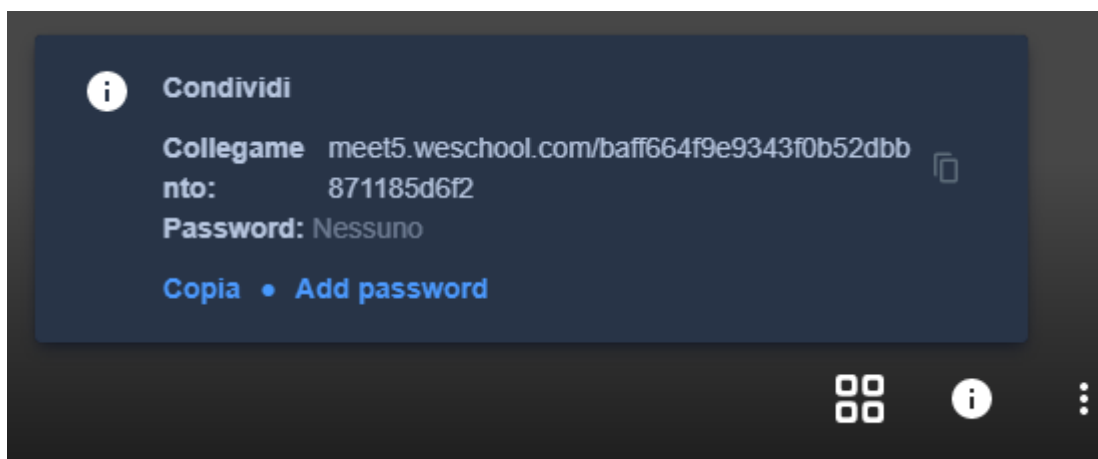 Condividi
Collegame meet5.weschool.com/baff664f9e9343f0b52dbb
nto: 871185d6f2
Password: Nessuno
Copia • Add password